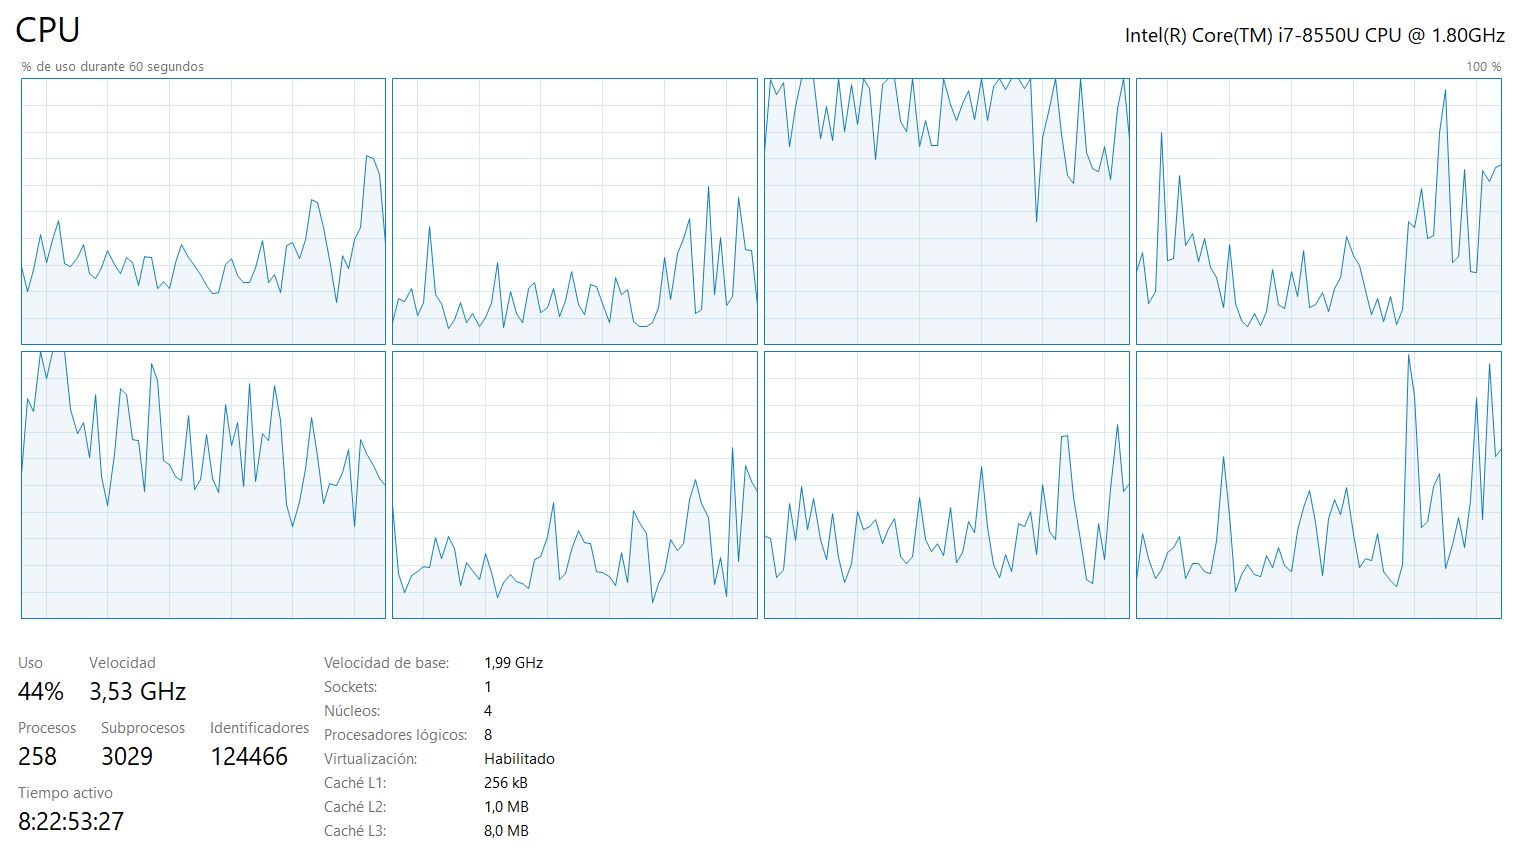 CPU
Intel(R) Core(TM) i7-8550U CPU @ 1.80GHz
% de uso durante 60 segundos
100 %
Uso
Velocidad
44%
3,53 GHz
Procesos
Subprocesos
Identificadores
258
3029
124466
Tiempo activo
8:22:53:27
Velocidad de base: 1,99 GHz
Sockets: 1
Núcleos: 4
Procesadores lógicos: 8
Virtualización: Habilitado
Caché L1: 256 kB
Caché L2: 1,0 MB
Caché L3: 8,0 MB